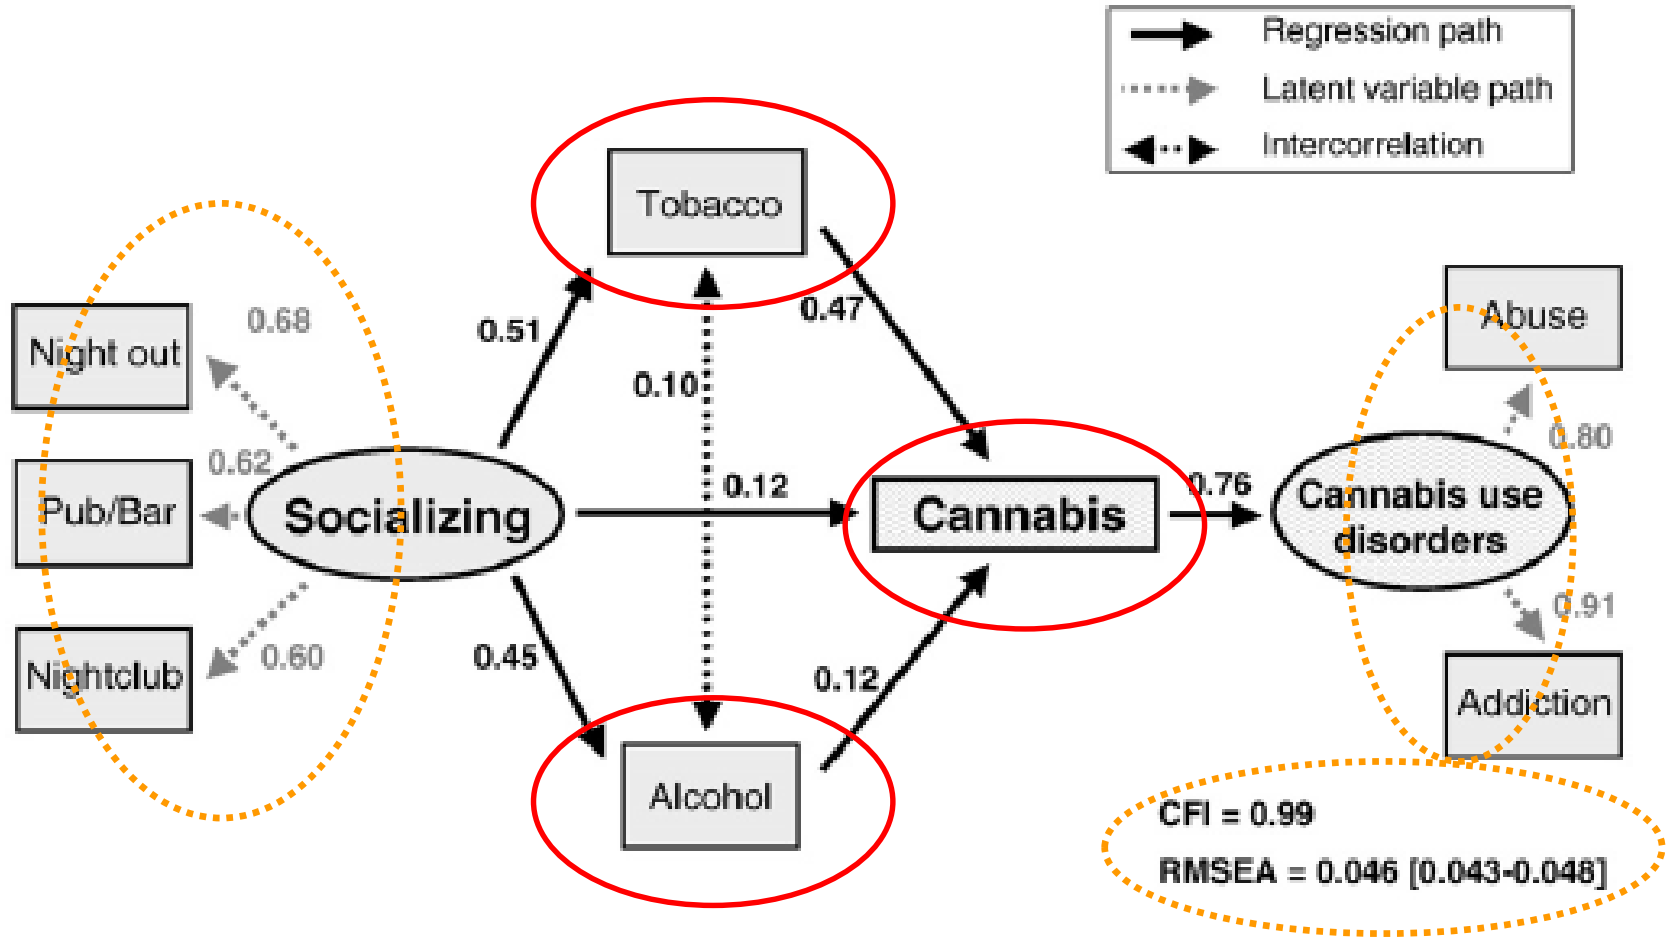 Regression path
Latent variable path
Intercorrelation
Tobacco
0.47
0.51
0.10
0.68
Night out
0.62
Pub/Bar
Socializing
0.12
Cannabis
0.76
Cannabis use
disorders
Abuse
0.80
0.91
Addiction
0.60
Nightclub
0.45
0.12
Alcohol
CFI = 0.99
RMSEA = 0.046 [0.043-0.048]